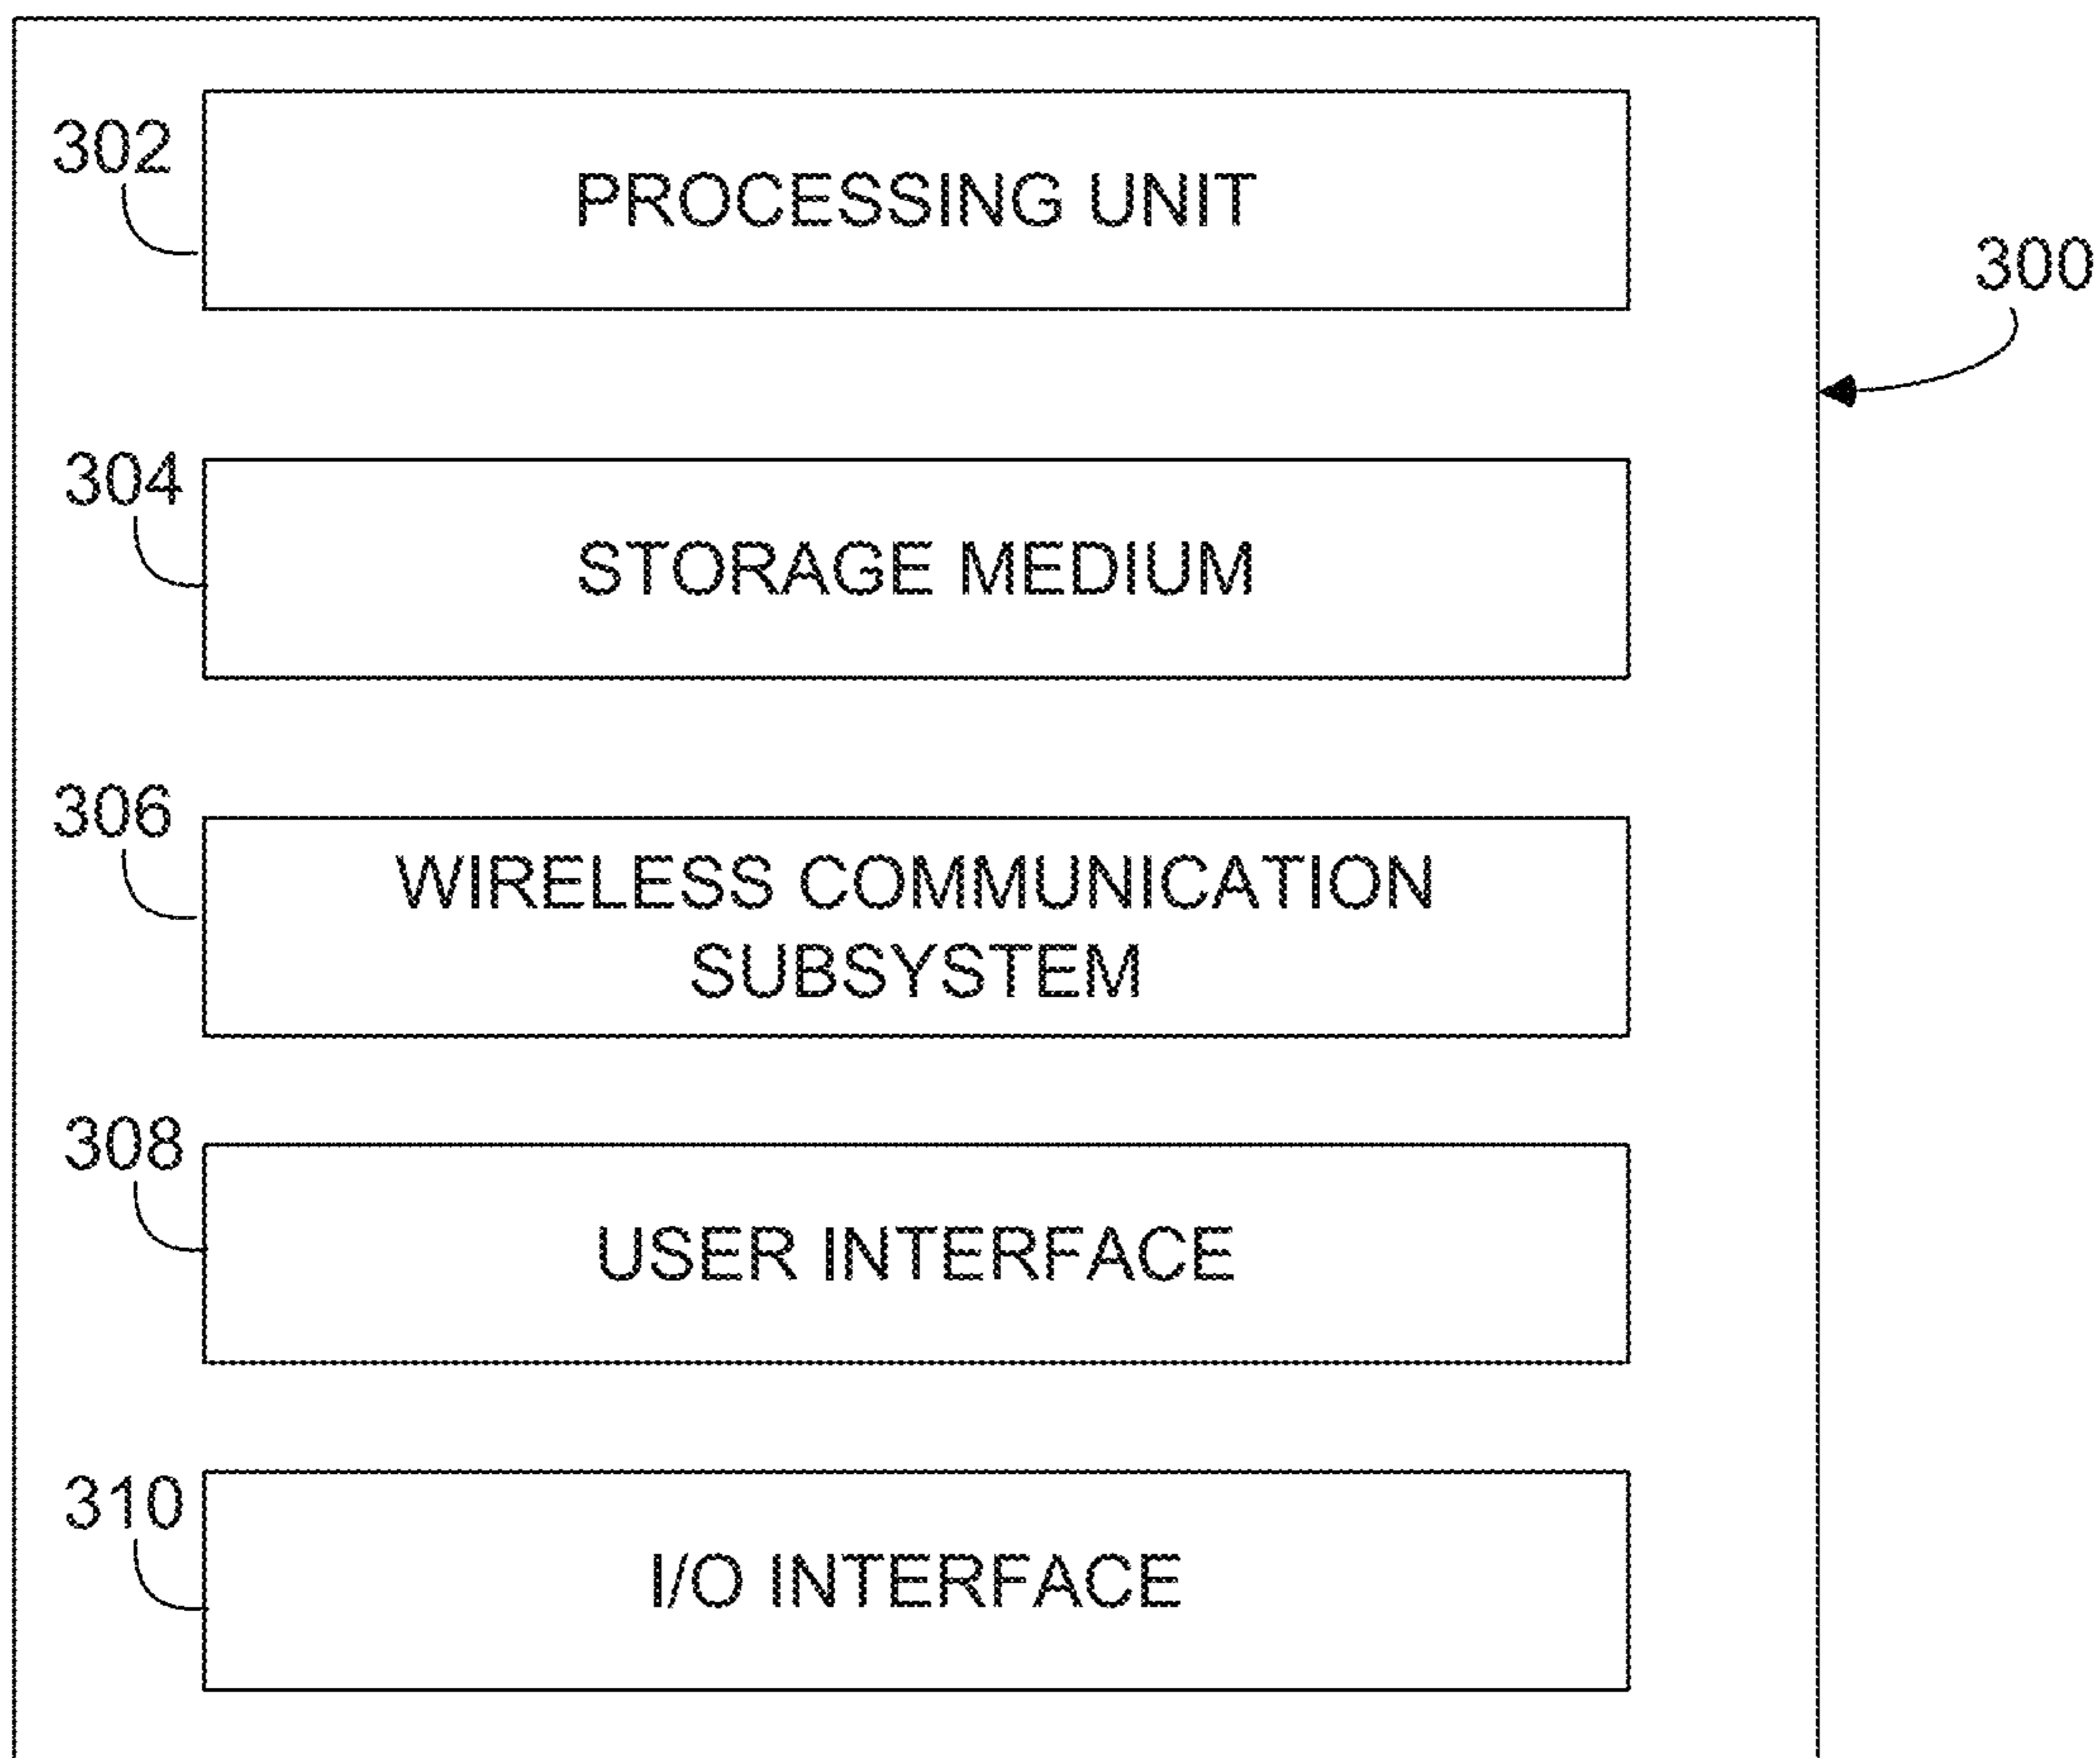 302
PROCESSING UNIT
300
304
STORAGE MEDIUM
306
WIRELESS COMMUNICATION
SUBSYSTEM
308
USER INTERFACE
310
I/O INTERFACE